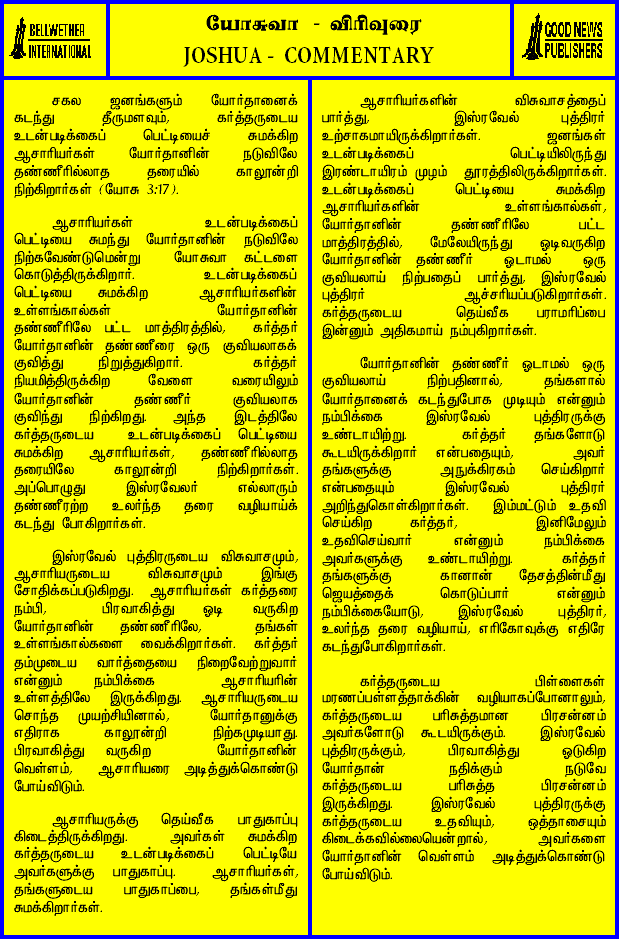 BELLWETHER
INTERNATIONAL
யோசுவா - விரிவுரை
JOSHUA - COMMENTARY
GOOD NEWS
PUBLISHERS
சகல ஜனங்களும் யோர்தானைக்
கடந்து தீருமளவும், கர்த்தருடைய
உடன்படிக்கைப் பெட்டியைச் சுமக்கிற
ஆசாரியர்கள் யோர்தானின் நடுவிலே
தண்ணீரில்லாத தரையில் காலூன்றி
நிற்கிறார்கள் (யோசு 3:17).
ஆசாரியர்கள் உடன்படிக்கைப்
பெட்டியை சுமந்து யோர்தானின் நடுவிலே
நிற்கவேண்டுமென்று யோசுவா கட்டளை
கொடுத்திருக்கிறார். உடன்படிக்கைப்
பெட்டியை சுமக்கிற ஆசாரியர்களின்
உள்ளங்கால்கள் யோர்தானின்
தண்ணீரிலே பட்ட மாத்திரத்தில், கர்த்தர்
யோர்தானின் தண்ணீரை ஒரு குவியலாகக்
குவித்து நிறுத்துகிறார். கர்த்தர்
நியமித்திருக்கிற வேளை வரையிலும்
யோர்தானின் தண்ணீர் குவியலாக
குவிந்து நிற்கிறது. அந்த இடத்திலே
கர்த்தருடைய உடன்படிக்கைப் பெட்டியை
சுமக்கிற ஆசாரியர்கள், தண்ணீரில்லாத
தரையிலே காலூன்றி நிற்கிறார்கள்.
அப்பொழுது இஸ்ரவேலர் எல்லாரும்
தண்ணீரற்ற உலர்ந்த தரை வழியாய்க்
கடந்து போகிறார்கள்.
இஸ்ரவேல் புத்திரருடைய விசுவாசமும்,
ஆசாரியருடைய விசுவாசமும் இங்கு
சோதிக்கப்படுகிறது. ஆசாரியர்கள் கர்த்தரை
நம்பி, பிரவாகித்து ஓடி வருகிற
யோர்தானின் தண்ணீரிலே, தங்கள்
உள்ளங்கால்களை வைக்கிறார்கள். கர்த்தர்
தம்முடைய வார்த்தையை நிறைவேற்றுவார்
என்னும் நம்பிக்கை ஆசாரியரின்
உள்ளத்திலே இருக்கிறது. ஆசாரியருடைய
சொந்த முயற்சியினால், யோர்தானுக்கு
எதிராக காலூன்றி நிற்கமுடியாது.
பிரவாகித்து வருகிற யோர்தானின்
வெள்ளம், ஆசாரியரை அடித்துக்கொண்டு
போய்விடும்.
ஆசாரியருக்கு தெய்வீக பாதுகாப்பு
கிடைத்திருக்கிறது. அவர்கள் சுமக்கிற
கர்த்தருடைய உடன்படிக்கைப் பெட்டியே
அவர்களுக்கு பாதுகாப்பு. ஆசாரியர்கள்,
தங்களுடைய பாதுகாப்பை, தங்கள்மீது
சுமக்கிறார்கள்.
ஆசாரியர்களின் விசுவாசத்தைப்
பார்த்து, இஸ்ரவேல் புத்திரர்
உற்சாகமாயிருக்கிறார்கள். ஜனங்கள்
உடன்படிக்கைப் பெட்டியிலிருந்து
இரண்டாயிரம் முழம் தூரத்திலிருக்கிறார்கள்.
உடன்படிக்கைப் பெட்டியை சுமக்கிற
ஆசாரியர்களின் உள்ளங்கால்கள்,
யோர்தானின் தண்ணீரிலே பட்ட
மாத்திரத்தில், மேலேயிருந்து ஓடிவருகிற
யோர்தானின் தண்ணீர் ஓடாமல் ஒரு
குவியலாய் நிற்பதைப் பார்த்து, இஸ்ரவேல்
புத்திரர் ஆச்சரியப்படுகிறார்கள்.
கர்த்தருடைய தெய்வீக பராமரிப்பை
இன்னும் அதிகமாய் நம்புகிறார்கள்.
யோர்தானின் தண்ணீர் ஓடாமல் ஒரு
குவியலாய் நிற்பதினால், தங்களால்
யோர்தானைக் கடந்துபோக முடியும் என்னும்
நம்பிக்கை இஸ்ரவேல் புத்திரருக்கு
உண்டாயிற்று. கர்த்தர் தங்களோடு
கூடயிருக்கிறார் என்பதையும், அவர்
தங்களுக்கு அநுக்கிரகம் செய்கிறார்
என்பதையும் இஸ்ரவேல் புத்திரர்
அறிந்துகொள்கிறார்கள். இம்மட்டும் உதவி
செய்கிற கர்த்தர், இனிமேலும்
உதவிசெய்வார் என்னும் நம்பிக்கை
அவர்களுக்கு உண்டாயிற்று. கர்த்தர்
தங்களுக்கு கானான் தேசத்தின்மீது
ஜெயத்தைக் கொடுப்பார் என்னும்
நம்பிக்கையோடு, இஸ்ரவேல் புத்திரர்,
உலர்ந்த தரை வழியாய், எரிகோவுக்கு எதிரே
கடந்துபோகிறார்கள்.
கர்த்தருடைய பிள்ளைகள்
மரணப்பள்ளத்தாக்கின் வழியாகப்போனாலும்,
கர்த்தருடைய பரிசுத்தமான பிரசன்னம்
அவர்களோடு கூடயிருக்கும். இஸ்ரவேல்
புத்திரருக்கும், பிரவாகித்து ஓடுகிற
யோர்தான் நதிக்கும் நடுவே
கர்த்தருடைய பரிசுத்த பிரசன்னம்
இருக்கிறது. இஸ்ரவேல் புத்திரருக்கு
கர்த்தருடைய உதவியும், ஒத்தாசையும்
கிடைக்கவில்லையென்றால், அவர்களை
யோர்தானின் வெள்ளம் அடித்துக்கொண்டு
போய்விடும்.